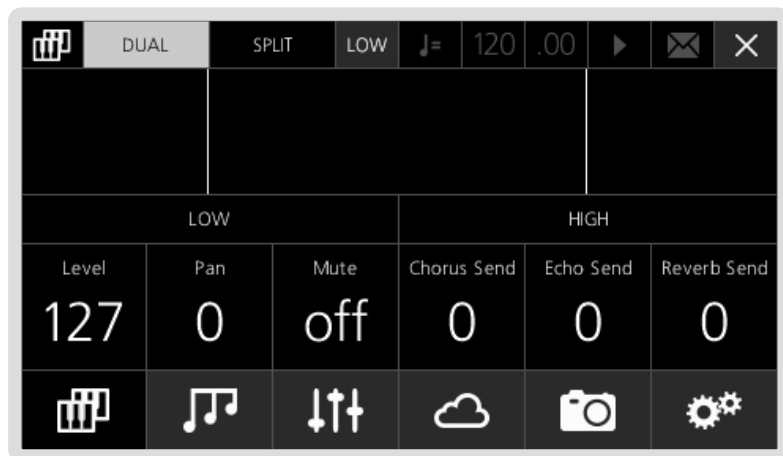 DUAL SPLIT LOW ♩= 120 .00
LOW HIGH
Level Pan Mute Chorus Send Echo Send Reverb Send
127 0 off 0 0 0